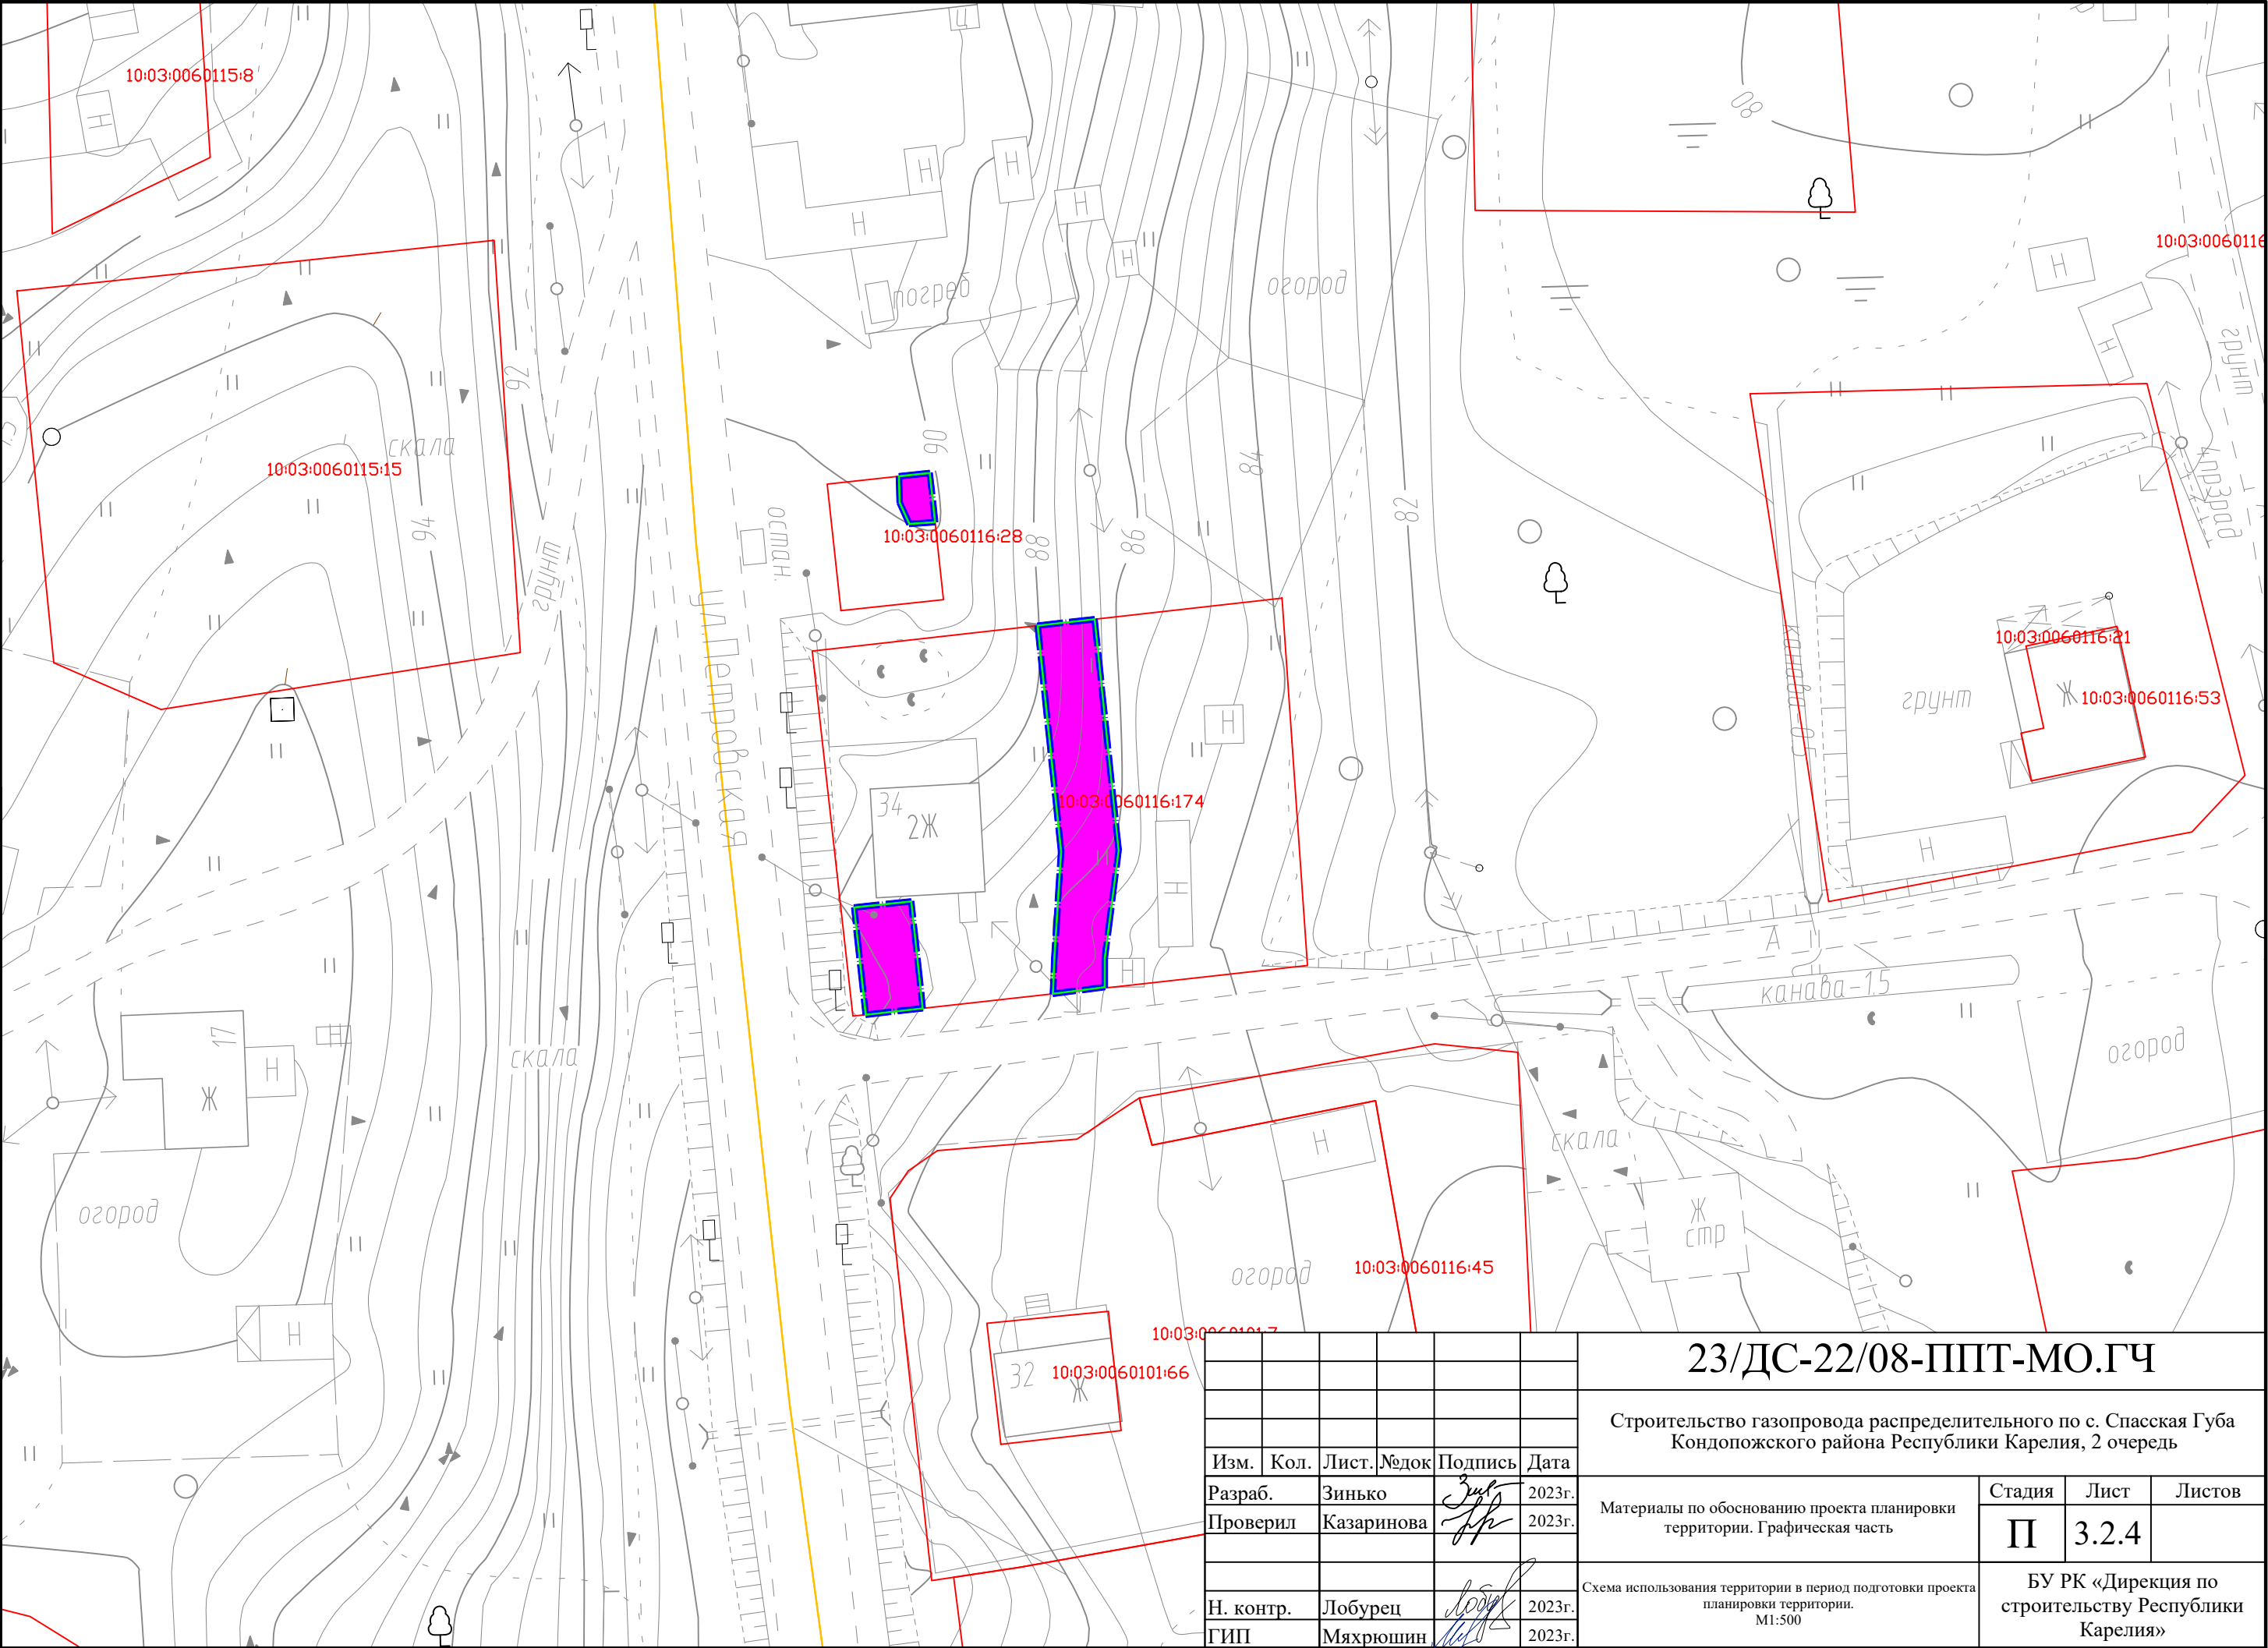 10:03:0060115:8
Н
Ц
80
10:03:0060116
Н
Н
Н
Н
Н
Н
погреб
огород
Н
грунт
Н
92
90
скала
10:03:0060115:15
94
84
82
10:03:0060116:28
88
86
остан.
грунт
ул.Петровская
10:03:0060116:21
грунт
Ж
10:03:0060116:53
Н
10:03:0060116:174
34
2Ж
Н
Н
Н
А
канава-1.5
огород
скала
17
Н
Н
Ж
Н
скала
огород
Ж
стр
огород
10:03:0060116:45
Н
32
Ж
10:03:0060101:66
23/ДС-22/08-ППТ-МО.ГЧ
Строительство газопровода распределительного по с. Спасская Губа
Кондопожского района Республики Карелия, 2 очередь
Изм. Кол. Лист. №док Подпись Дата
Разраб. Зинько 2023г.
Проверил Казаринова 2023г.
Материалы по обоснованию проекта планировки
территории. Графическая часть
Стадия Лист Листов
П 3.2.4
Н. контр. Лобурец 2023г.
ГИП Мяхрюшин 2023г.
Схема использования территории в период подготовки проекта
планировки территории.
М1:500
БУ РК «Дирекция по
строительству Республики
Карелия»